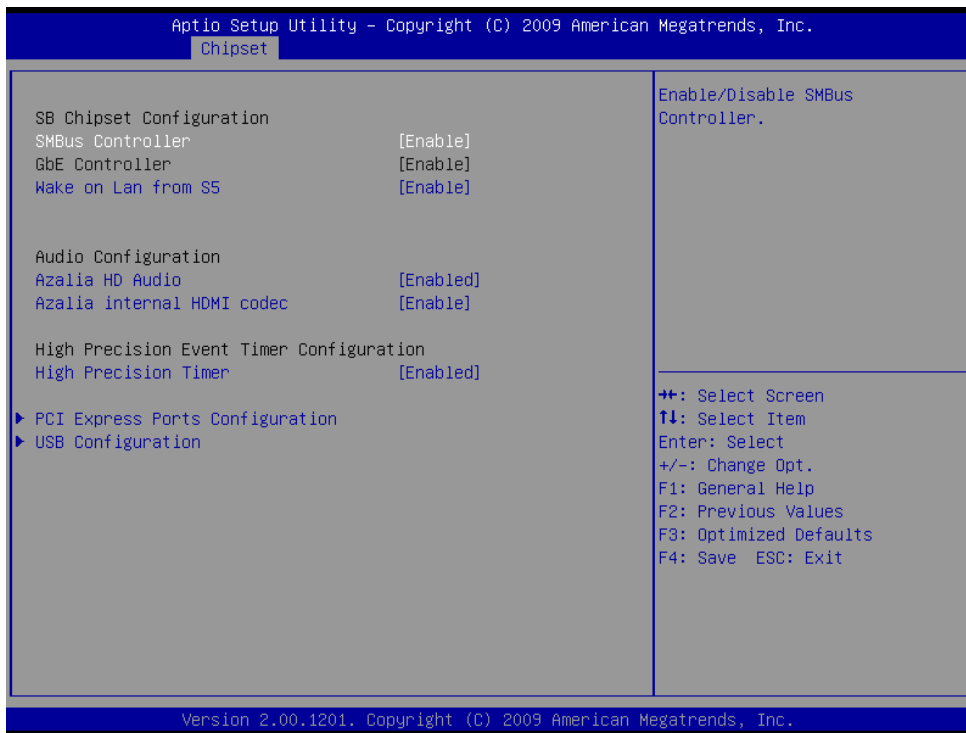 Aptio Setup Utility – Copyright (C) 2009 American Megatrends, Inc.
Chipset
SB Chipset Configuration
SMBus Controller [Enable]
GbE Controller [Enable]
Wake on Lan from S5 [Enable]
Audio Configuration
Azalia HD Audio [Enabled]
Azalia internal HDMI codec [Enable]
High Precision Event Timer Configuration
High Precision Timer [Enabled]
▶ PCI Express Ports Configuration
▶ USB Configuration
Enable/Disable SMBus
Controller.
→←: Select Screen
↑↓: Select Item
Enter: Select
+/-: Change Opt.
F1: General Help
F2: Previous Values
F3: Optimized Defaults
F4: Save ESC: Exit
Version 2.00.1201. Copyright (C) 2009 American Megatrends, Inc.